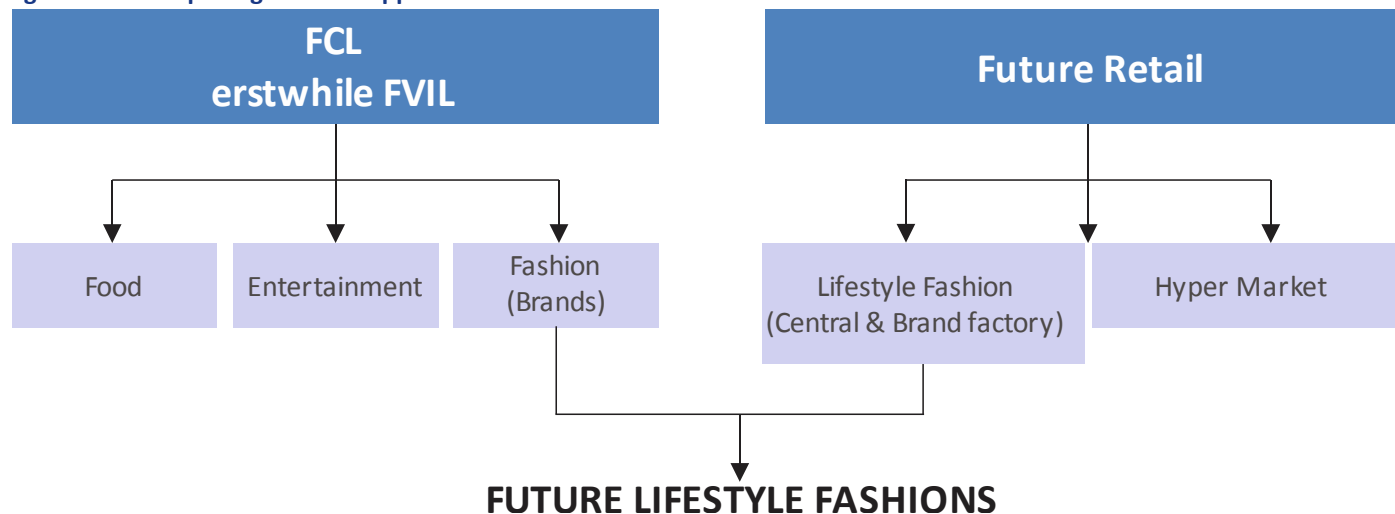 FCL
erstwhile FVIL
Future Retail
Food
Entertainment
Fashion
(Brands)
Lifestyle Fashion
(Central & Brand factory)
Hyper Market
FUTURE LIFESTYLE FASHIONS